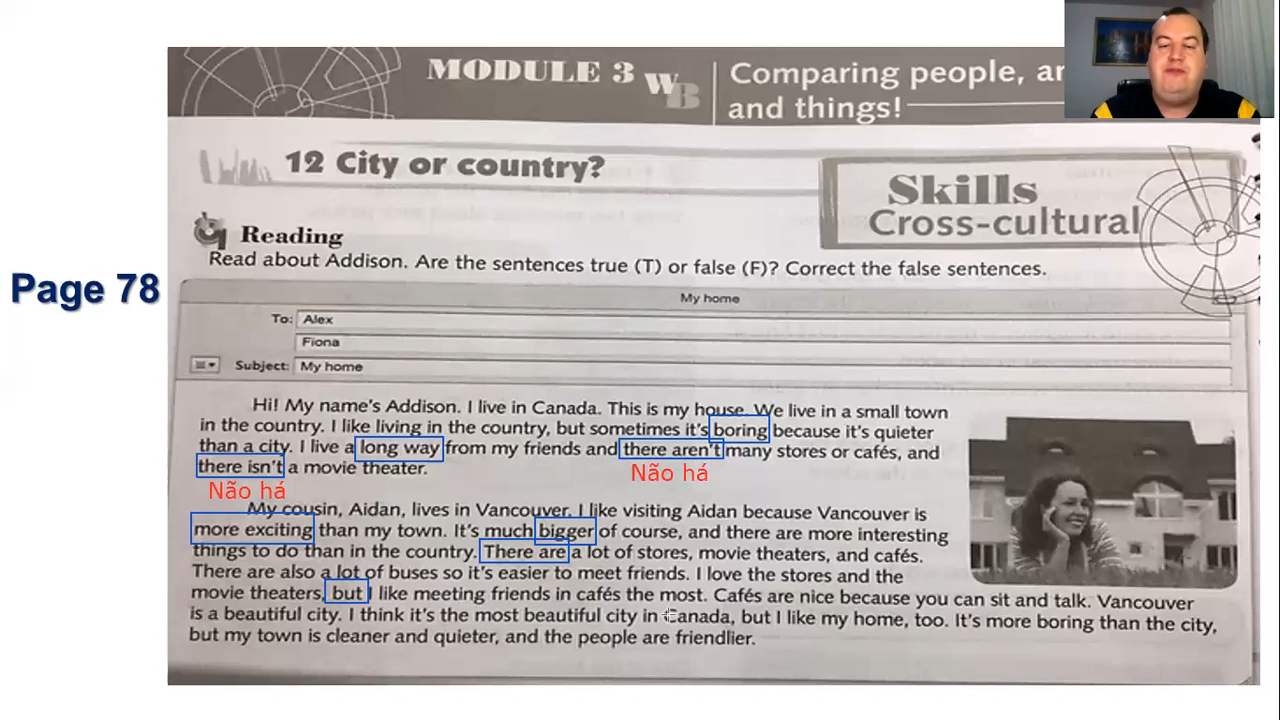 MODULE 3 WB
Comparing people, ar
and things!
12 City or country?
Skills
Cross-cultural
Reading
Read about Addison. Are the sentences true (T) or false (F)? Correct the false sentences.
Page 78
My home
To: Alex
Fiona
Subject: My home
Hi! My name's Addison. I live in Canada. This is my house. We live in a small town
in the country. I like living in the country, but sometimes it's boring because it's quieter
than a city. I live a long way from my friends and there aren't many stores or cafés, and
there isn't a movie theater.
Não há
Não há
My cousin, Aidan, lives in Vancouver. I like visiting Aidan because Vancouver is
more exciting than my town. It's much bigger of course, and there are more interesting
things to do than in the country. There are a lot of stores, movie theaters, and cafés.
There are also a lot of buses so it's easier to meet friends. I love the stores and the
movie theaters, but I like meeting friends in cafés the most. Cafés are nice because you can sit and talk. Vancouver
is a beautiful city. I think it's the most beautiful city in Canada, but I like my home, too. It's more boring than the city,
but my town is cleaner and quieter, and the people are friendlier.